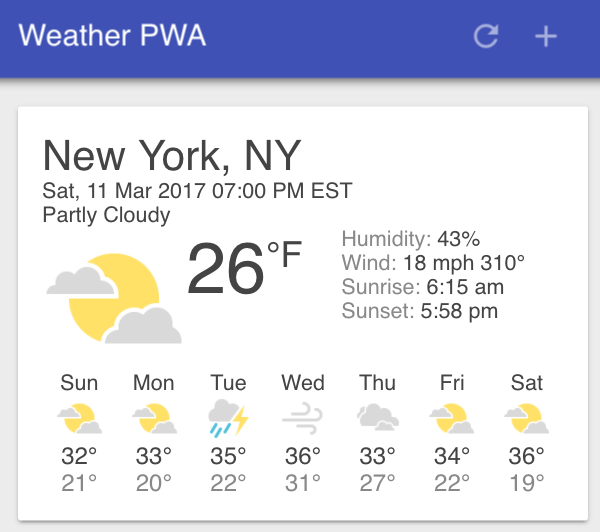 Weather PWA
New York, NY
Sat, 11 Mar 2017 07:00 PM EST
Partly Cloudy
26°F
Humidity: 43%
Wind: 18 mph 310°
Sunrise: 6:15 am
Sunset: 5:58 pm
Sun Mon Tue Wed Thu Fri Sat
32° 33° 35° 36° 33° 34° 36°
21° 20° 22° 31° 27° 22° 19°